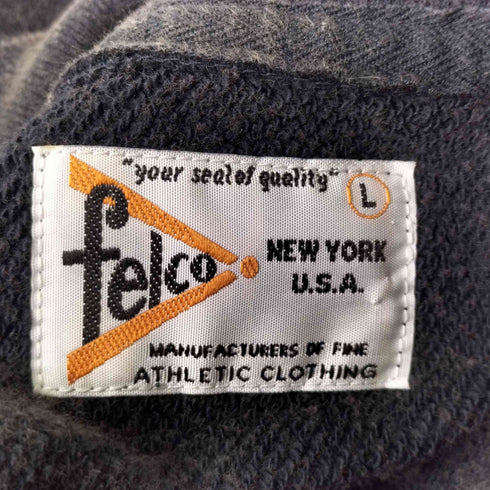 "your seal of quality"
L
felco
NEW YORK
U.S.A.
MANUFACTURERS OF FINE
ATHLETIC CLOTHING